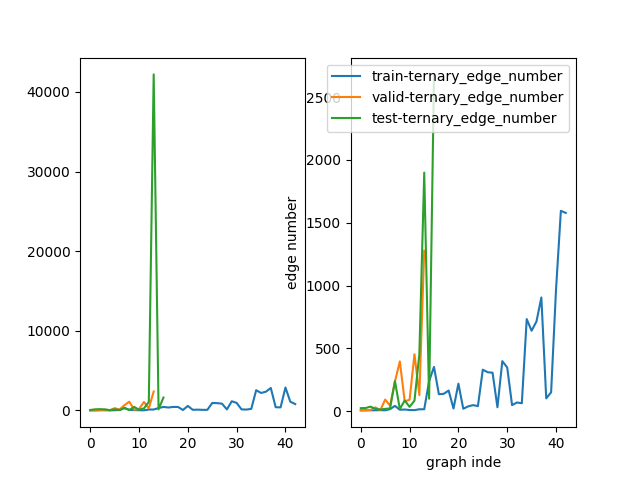 40000
30000
20000
10000
0
0 10 20 30 40
train-ternary_edge_number
valid-ternary_edge_number
test-ternary_edge_number
edge number
2500
2000
1500
1000
500
0
0 10 20 30 40
graph inde